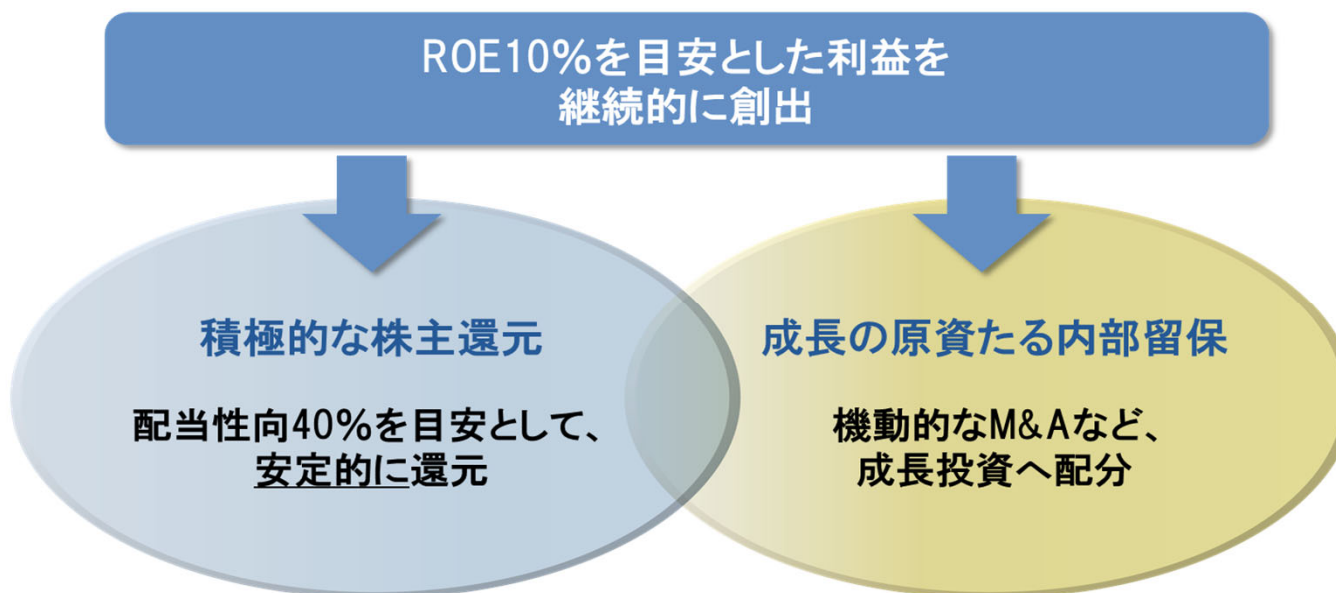 ROE10%を目安とした利益を
継続的に創出
積極的な株主還元
配当性向40%を目安として、
安定的に還元
成長の原資たる内部留保
機動的なM&Aなど、
成長投資へ配分